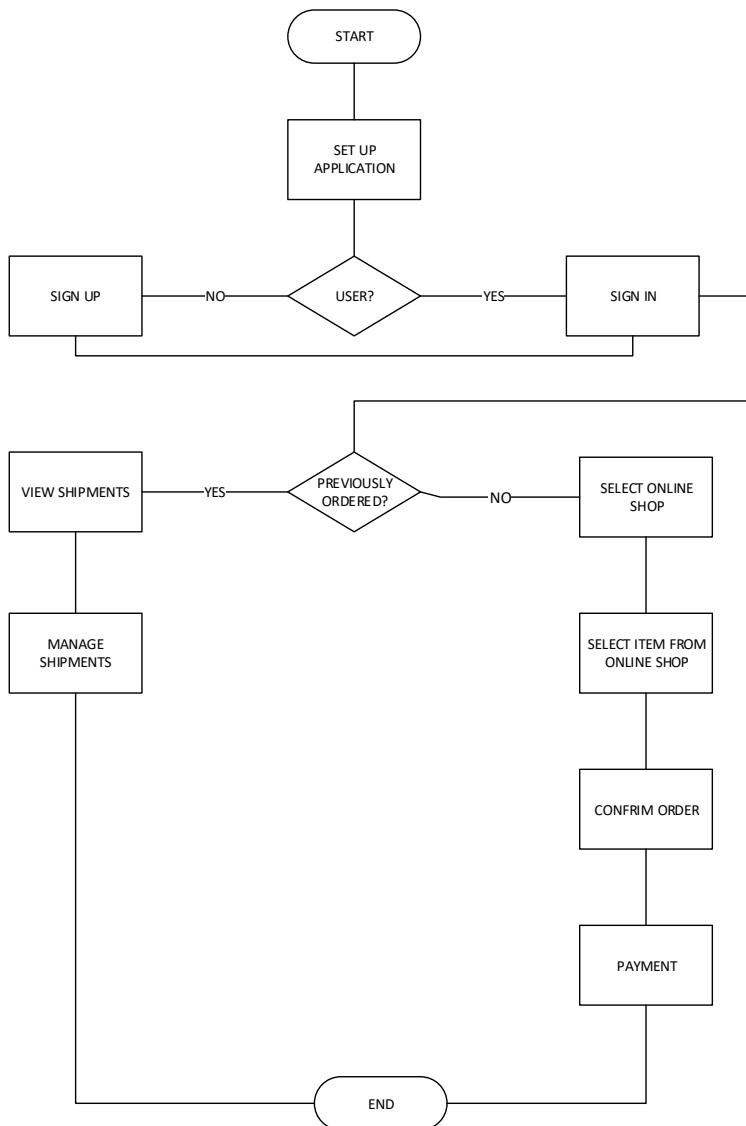 START
SET UP
APPLICATION
SIGN UP
NO
USER?
YES
SIGN IN
VIEW SHIPMENTS
YES
PREVIOUSLY
ORDERED?
NO
SELECT ONLINE
SHOP
MANAGE
SHIPMENTS
SELECT ITEM FROM
ONLINE SHOP
CONFRIM ORDER
PAYMENT
END